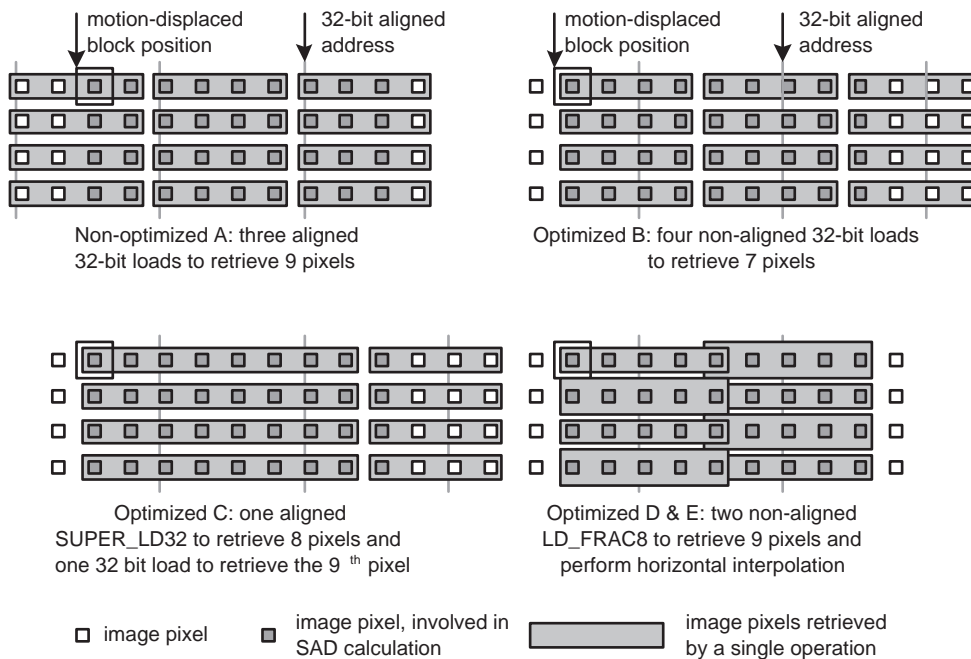 motion-displaced
block position
32-bit aligned
address
motion-displaced
block position
32-bit aligned
address
Non-optimized A: three aligned
32-bit loads to retrieve 9 pixels
Optimized B: four non-aligned 32-bit loads
to retrieve 7 pixels
Optimized C: one aligned
SUPER_LD32 to retrieve 8 pixels and
one 32 bit load to retrieve the 9 th pixel
Optimized D & E: two non-aligned
LD_FRAC8 to retrieve 9 pixels and
perform horizontal interpolation
image pixel
image pixel, involved in
SAD calculation
image pixels retrieved
by a single operation